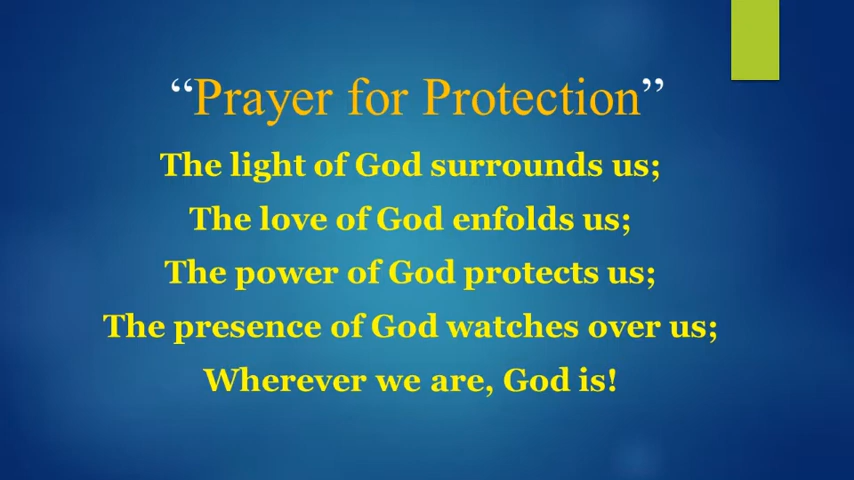 “Prayer for Protection”
The light of God surrounds us;
The love of God enfolds us;
The power of God protects us;
The presence of God watches over us;
Wherever we are, God is!